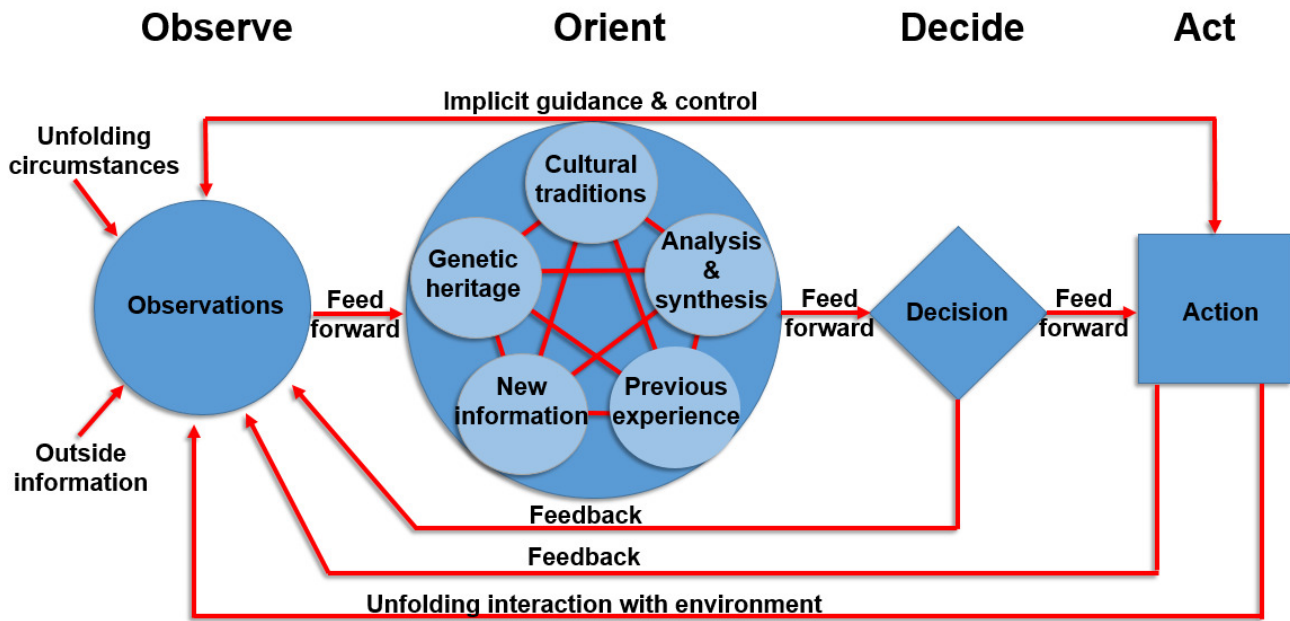 Observe
Orient
Decide
Act
Implicit guidance & control
Unfolding
circumstances
Observations
Outside
information
Feed
forward
Cultural
traditions
Genetic
heritage
Analysis
&
synthesis
New
information
Previous
experience
Feed
forward
Decision
Feed
forward
Action
Feedback
Feedback
Unfolding interaction with environment